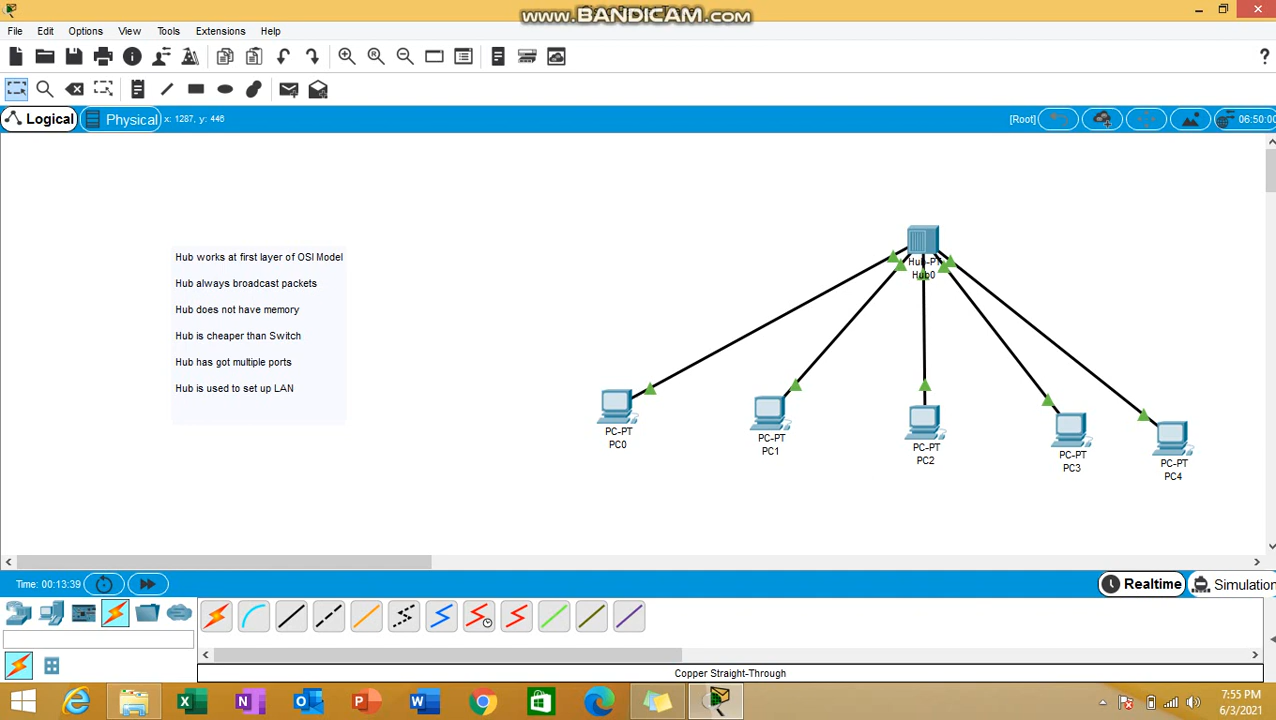 www.BANDICAM.com
File Edit Options View Tools Extensions Help
?
Logical Physical x: 1287, y: 446 [Root] 06:50:00
Hub works at first layer of OSI Model
Hub always broadcast packets
Hub does not have memory
Hub is cheaper than Switch
Hub has got multiple ports
Hub is used to set up LAN
Hub-PT
Hub0
PC-PT
PC0
PC-PT
PC1
PC-PT
PC2
PC-PT
PC3
PC-PT
PC4
Time: 00:13:39 Realtime Simulation
Copper Straight-Through
7:55 PM
6/3/2021